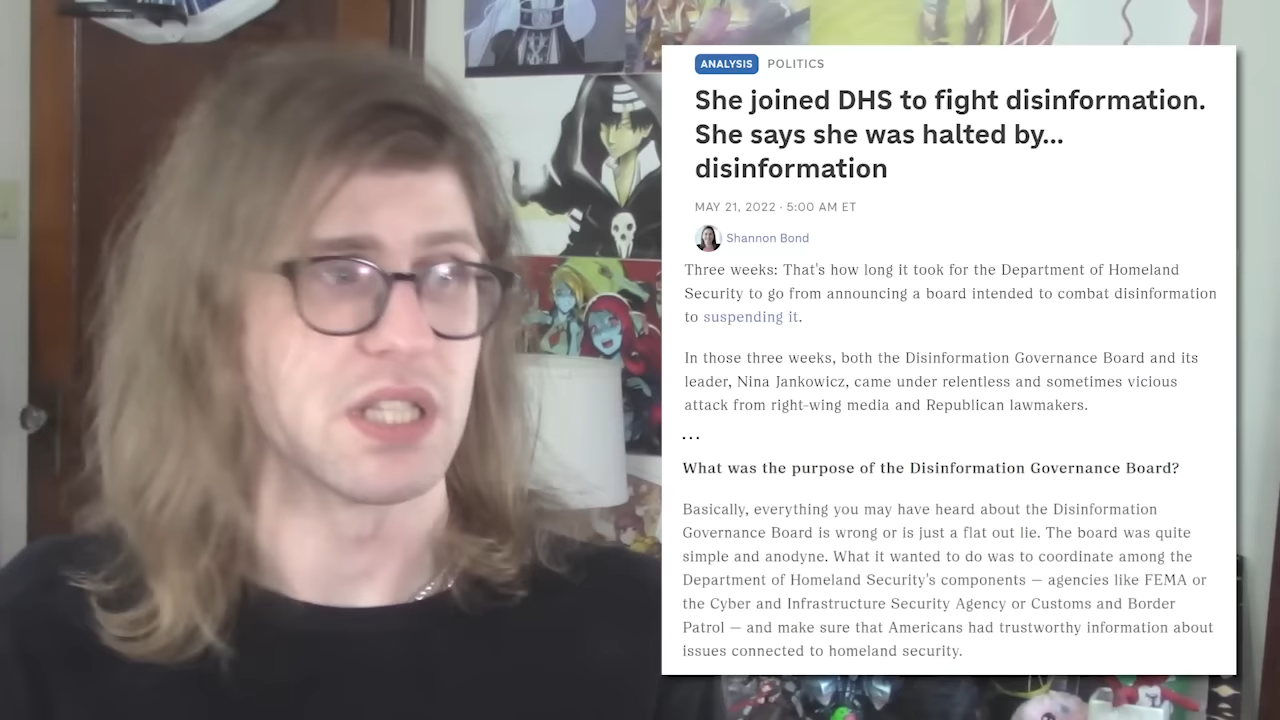 ANALYSIS POLITICS
She joined DHS to fight disinformation.
She says she was halted by...
disinformation
MAY 21, 2022 · 5:00 AM ET
Shannon Bond
Three weeks: That's how long it took for the Department of Homeland
Security to go from announcing a board intended to combat disinformation
to suspending it.
In those three weeks, both the Disinformation Governance Board and its
leader, Nina Jankowicz, came under relentless and sometimes vicious
attack from right-wing media and Republican lawmakers.
...
What was the purpose of the Disinformation Governance Board?
Basically, everything you may have heard about the Disinformation
Governance Board is wrong or is just a flat out lie. The board was quite
simple and anodyne. What it wanted to do was to coordinate among the
Department of Homeland Security's components — agencies like FEMA or
the Cyber and Infrastructure Security Agency or Customs and Border
Patrol — and make sure that Americans had trustworthy information about
issues connected to homeland security.